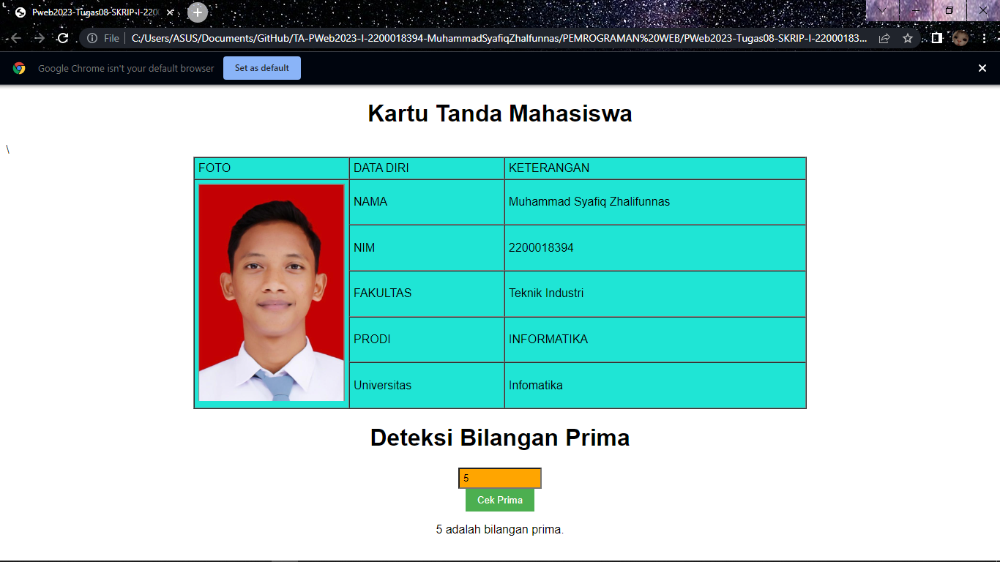 Pweb2023-Tugas08-SKRIP-I-220
File
C:/Users/ASUS/Documents/GitHub/TA-PWeb2023-I-2200018394-MuhammadSyafiqZhalfunnas/PEMROGRAMAN%20WEB/PWeb2023-Tugas08-SKRIP-I-22000183...
Google Chrome isn't your default browser
Set as default
Kartu Tanda Mahasiswa
\
FOTO DATA DIRI KETERANGAN
NAMA Muhammad Syafiq Zhalifunnas
NIM 2200018394
FAKULTAS Teknik Industri
PRODI INFORMATIKA
Universitas Infomatika
Deteksi Bilangan Prima
5
Cek Prima
5 adalah bilangan prima.